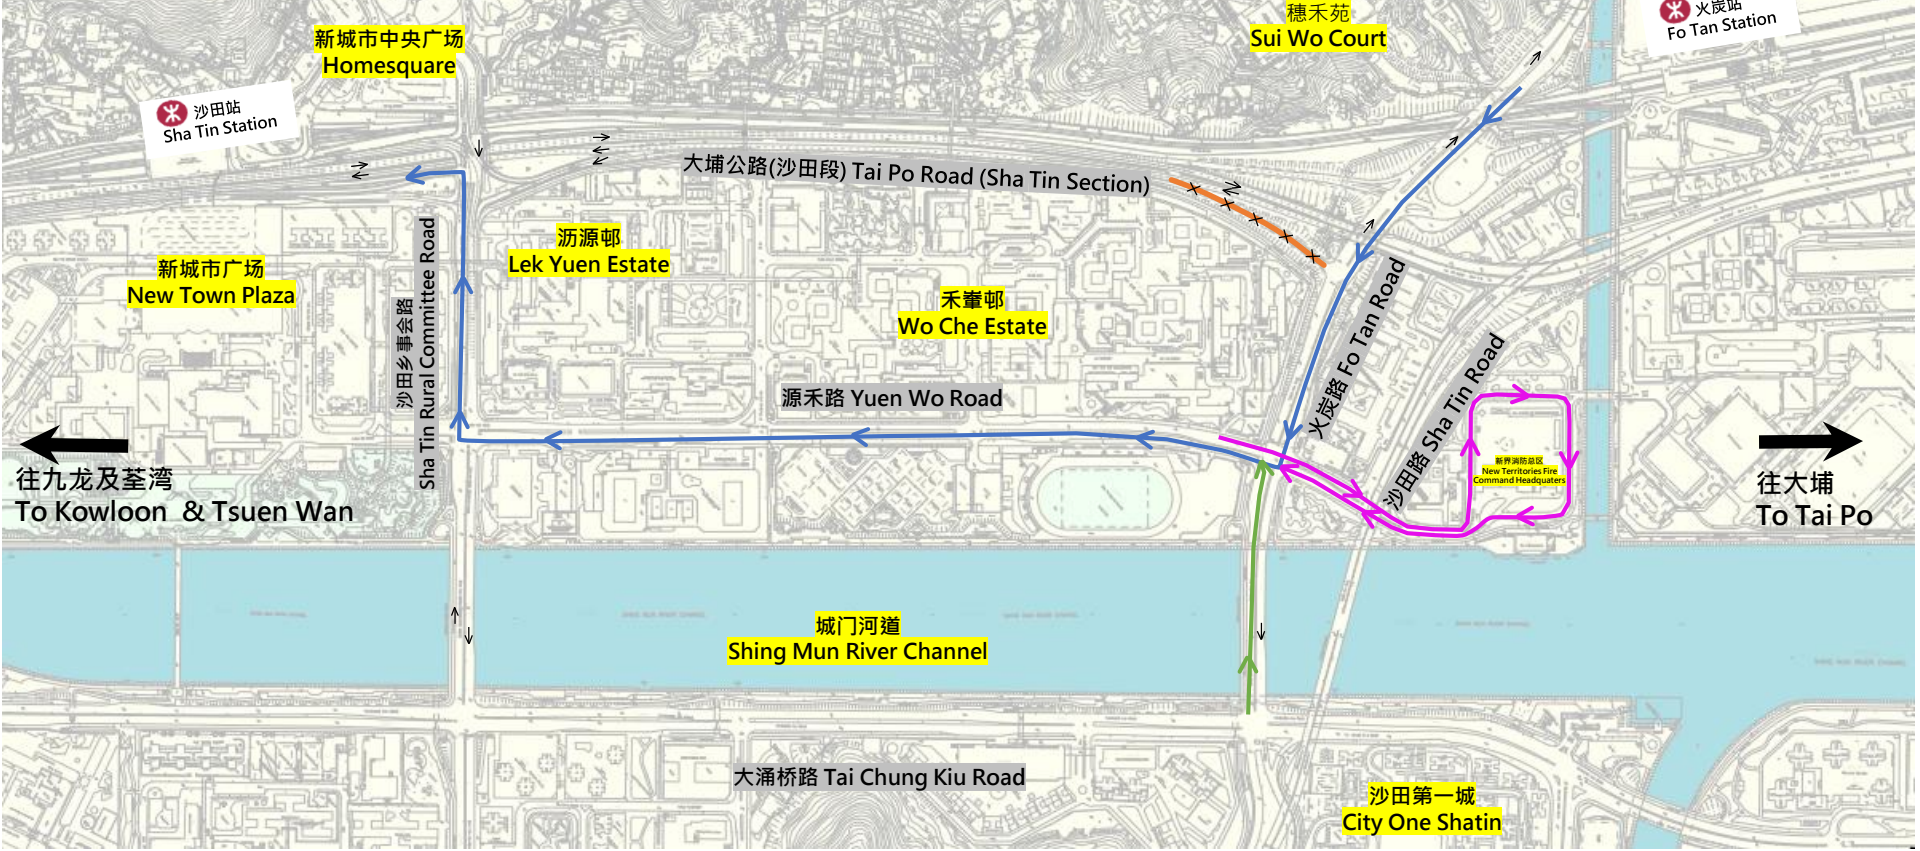 穗禾苑
Sui Wo Court
火炭站
Fo Tan Station
新城市中央广场
Homesquare
沙田站
Sha Tin Station
大埔公路(沙田段) Tai Po Road (Sha Tin Section)
沥源邨
Lek Yuen Estate
新城市广场
New Town Plaza
沙田乡事会路
Sha Tin Rural Committee Road
禾輋邨
Wo Che Estate
火炭路 Fo Tan Road
沙田路 Sha Tin Road
源禾路 Yuen Wo Road
新界消防总区
New Territories Fire
Command Headquaters
往九龙及荃湾
To Kowloon & Tsuen Wan
往大埔
To Tai Po
城门河道
Shing Mun River Channel
大涌桥路 Tai Chung Kiu Road
沙田第一城
City One Shatin